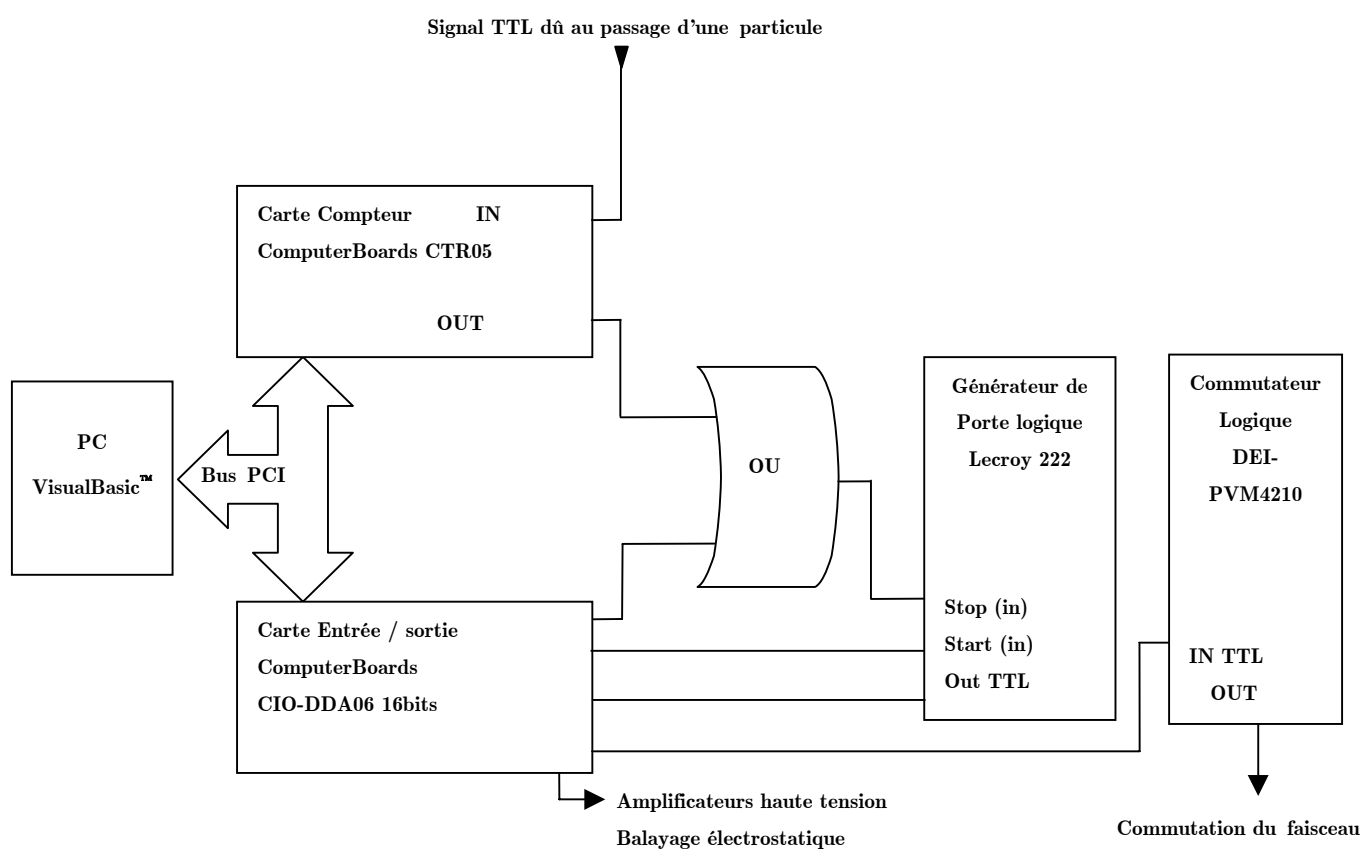 Signal TTL dû au passage d'une particule
Carte Compteur IN
ComputerBoards CTR05
OUT
PC
VisualBasic™
Bus PCI
OU
Générateur de
Porte logique
Lecroy 222
Stop (in)
Start (in)
Out TTL
Commutateur
Logique
DEI-
PVM4210
IN TTL
OUT
Carte Entrée / sortie
ComputerBoards
CIO-DDA06 16bits
Amplificateurs haute tension
Balayage électrostatique
Commutation du faisceau